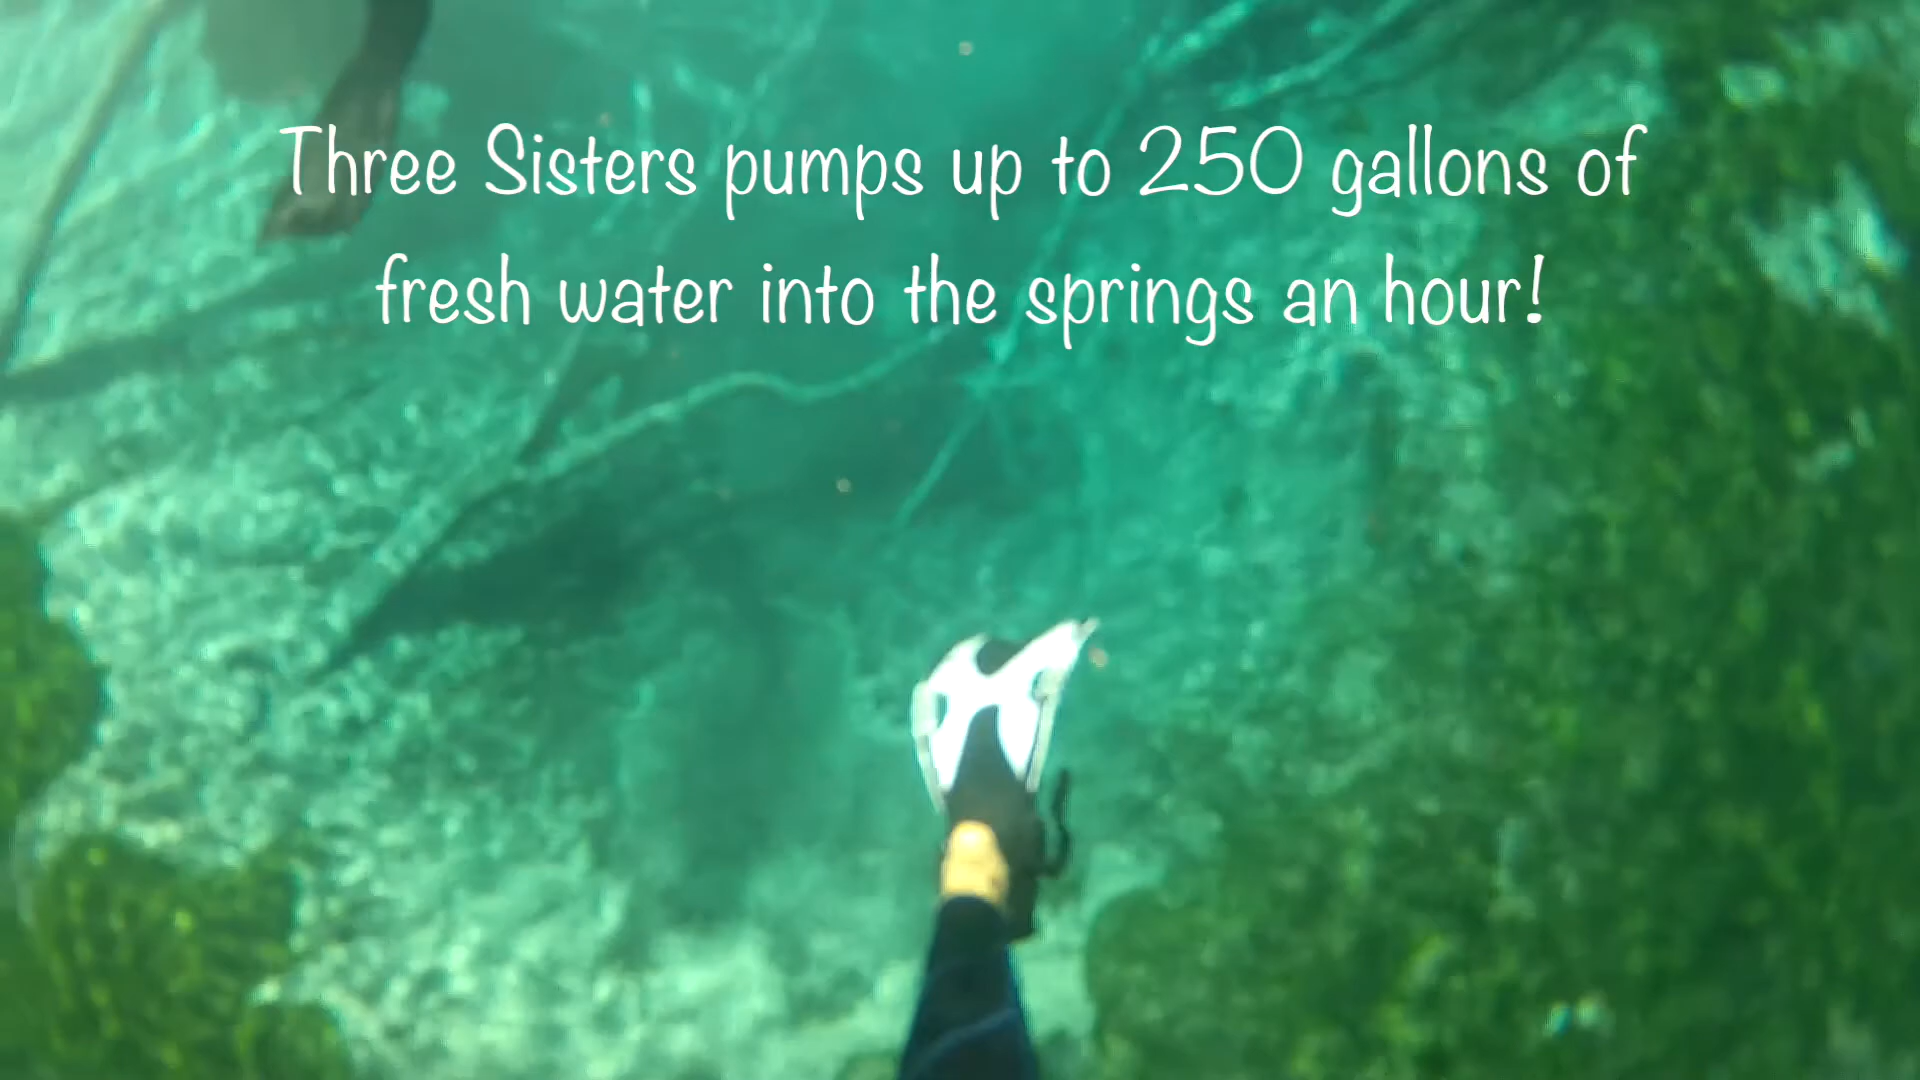 Three Sisters pumps up to 250 gallons of
fresh water into the springs an hour!